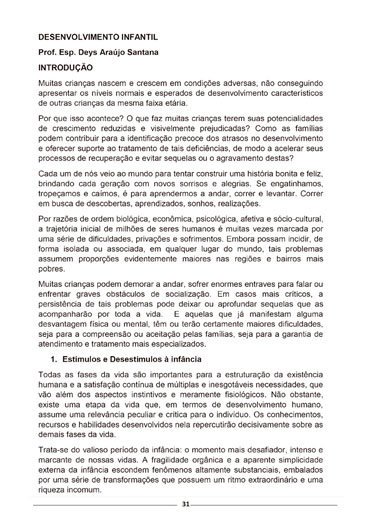 DESENVOLVIMENTO INFANTIL
Prof. Esp. Deys Araújo Santana
INTRODUÇÃO
Muitas crianças nascem e crescem em condições adversas, não conseguindo
apresentar os níveis normais e esperados de desenvolvimento característicos
de outras crianças da mesma faixa etária.
Por que isso acontece? O que faz muitas crianças terem suas potencialidades
de crescimento reduzidas e visivelmente prejudicadas? Como as famílias
podem contribuir para a identificação precoce dos atrasos no desenvolvimento
e oferecer suporte ao tratamento de tais deficiências, de modo a acelerar seus
processos de recuperação e evitar sequelas ou o agravamento destas?
Cada um de nós veio ao mundo para tentar construir uma história bonita e feliz,
brindando cada geração com novos sorrisos e alegrias. Se engatinhamos,
tropeçamos e caímos, é para aprendermos a andar, correr e levantar. Correr
em busca de descobertas, aprendizados, sonhos, realizações.
Por razões de ordem biológica, econômica, psicológica, afetiva e sócio-cultural,
a trajetória inicial de milhões de seres humanos é muitas vezes marcada por
uma série de dificuldades, privações e sofrimentos. Embora possam incidir, de
forma isolada ou associada, em qualquer lugar do mundo, tais problemas
assumem proporções evidentemente maiores nas regiões e bairros mais
pobres.
Muitas crianças podem demorar a andar, sofrer enormes entraves para falar ou
enfrentar graves obstáculos de socialização. Em casos mais críticos, a
persistência de tais problemas pode deixar ou aprofundar sequelas que as
acompanharão por toda a vida. E aquelas que já manifestam alguma
desvantagem física ou mental, têm ou terão certamente maiores dificuldades,
seja para a compreensão ou aceitação pelas famílias, seja para a garantia de
atendimento e tratamento mais especializados.
1. Estímulos e Desestímulos à infância
Todas as fases da vida são importantes para a estruturação da existência
humana e a satisfação contínua de múltiplas e inesgotáveis necessidades, que
vão além dos aspectos instintivos e meramente fisiológicos. Não obstante,
existe uma etapa da vida que, em termos de desenvolvimento humano,
assume uma relevância peculiar e crítica para o indivíduo. Os conhecimentos,
recursos e habilidades desenvolvidos nela repercutirão decisivamente sobre as
demais fases da vida.
Trata-se do valioso período da infância: o momento mais desafiador, intenso e
marcante de nossas vidas. A fragilidade orgânica e a aparente simplicidade
externa da infância escondem fenômenos altamente substanciais, embalados
por uma série de transformações que possuem um ritmo extraordinário e uma
riqueza incomum.
31